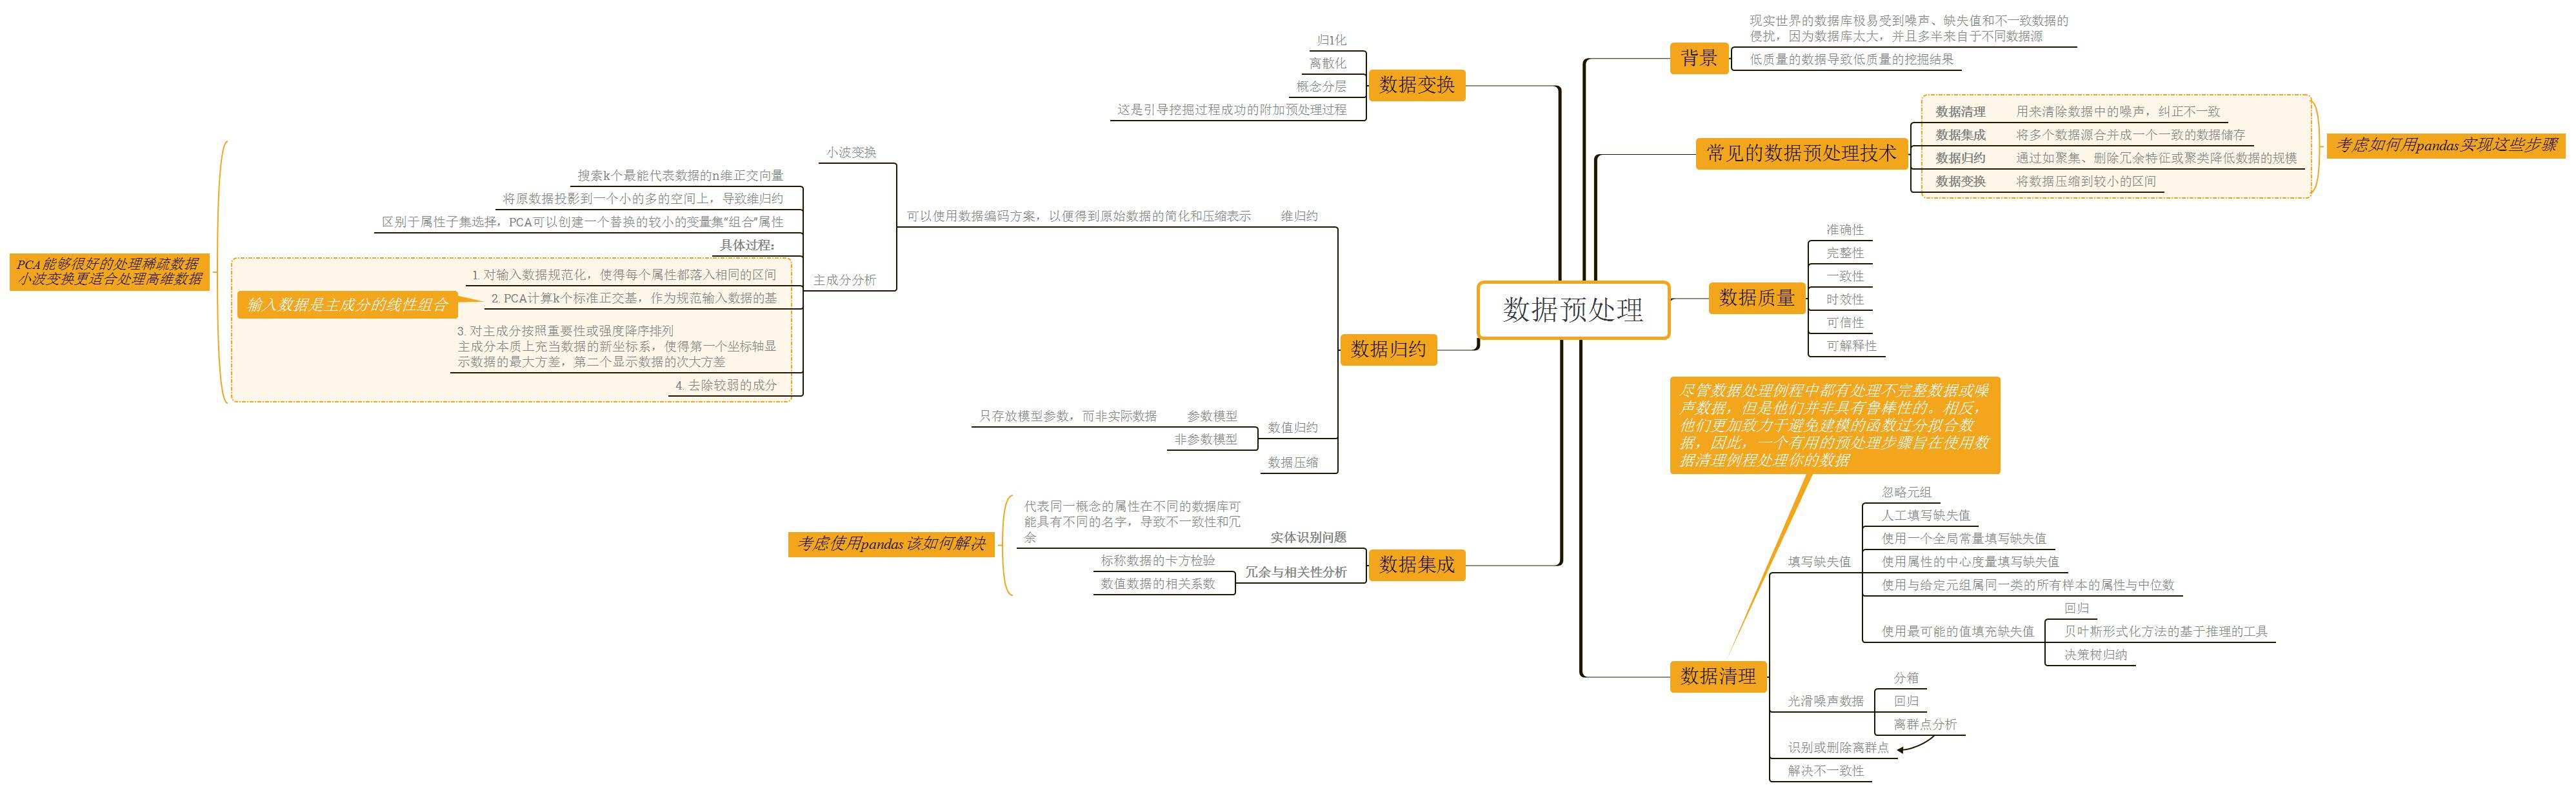 数据预处理
背景
现实世界的数据库极易受到噪声、缺失值和不一致数据的
侵扰，因为数据库太大，并且多半来自于不同数据源
低质量的数据导致低质量的挖掘结果
常见的数据预处理技术
数据清理 用来清除数据中的噪声，纠正不一致
数据集成 将多个数据源合并成一个一致的数据储存
数据归约 通过如聚集、删除冗余特征或聚类降低数据的规模
数据变换 将数据压缩到较小的区间
考虑如何用pandas实现这些步骤
数据质量
准确性
完整性
一致性
时效性
可信性
可解释性
尽管数据处理例程中都有处理不完整数据或噪
声数据，但是他们并非具有鲁棒性的。相反，
他们更加致力于避免建模的函数过分拟合数
据，因此，一个有用的预处理步骤旨在使用数
据清理例程处理你的数据
数据清理
填写缺失值
忽略元组
人工填写缺失值
使用一个全局常量填写缺失值
使用属性的中心度量填写缺失值
使用与给定元组属同一类的所有样本的属性与中位数
使用最可能的值填充缺失值
回归
贝叶斯形式化方法的基于推理的工具
决策树归纳
光滑噪声数据
分箱
回归
离群点分析
识别或删除离群点
解决不一致性
数据变换
归1化
离散化
概念分层
这是引导挖掘过程成功的附加预处理过程
数据归约
维归约
可以使用数据编码方案，以便得到原始数据的简化和压缩表示
小波变换
主成分分析
搜索k个最能代表数据的n维正交向量
将原数据投影到一个小的多的空间上，导致维归约
区别于属性子集选择，PCA可以创建一个替换的较小的变量集“组合”属性
具体过程：
1. 对输入数据规范化，使得每个属性都落入相同的区间
2. PCA计算k个标准正交基，作为规范输入数据的基
输入数据是主成分的线性组合
3. 对主成分按照重要性或强度降序排列
主成分本质上充当数据的新坐标系，使得第一个坐标轴显
示数据的最大方差，第二个显示数据的次大方差
4. 去除较弱的成分
PCA能够很好的处理稀疏数据
小波变换更适合处理高维数据
数值归约
参数模型
只存放模型参数，而非实际数据
非参数模型
数据压缩
数据集成
实体识别问题
代表同一概念的属性在不同的数据库可
能具有不同的名字，导致不一致性和冗
余
冗余与相关性分析
标称数据的卡方检验
数值数据的相关系数
考虑使用pandas该如何解决